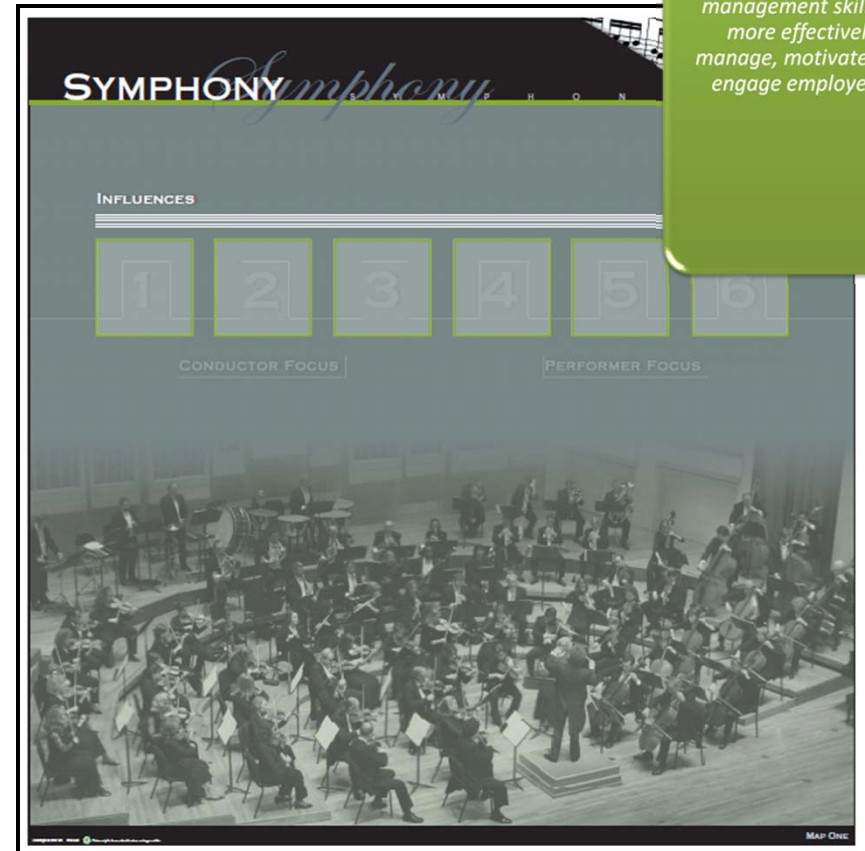 management skil
more effectivel
manage, motivate
engage employe
SYMPHONY Symphony S Y M P H O N
INFLUENCES
1 2 3 4 5 6
CONDUCTOR FOCUS PERFORMER FOCUS
MAP ONE